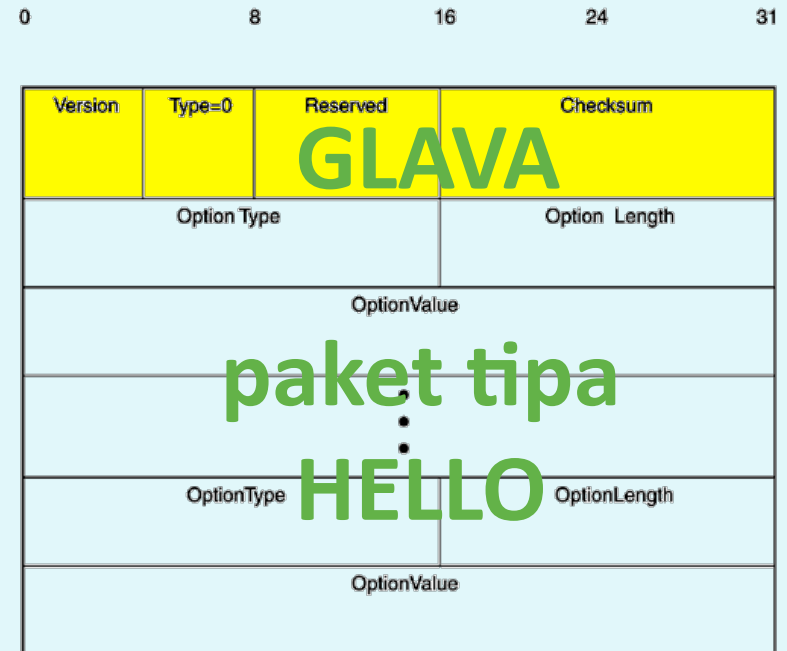 0 8 16 24 31
Version Type=0 Reserved Checksum
GLAVA
Option Type Option Length
OptionValue
paket tipa
HELLO
OptionType OptionLength
OptionValue